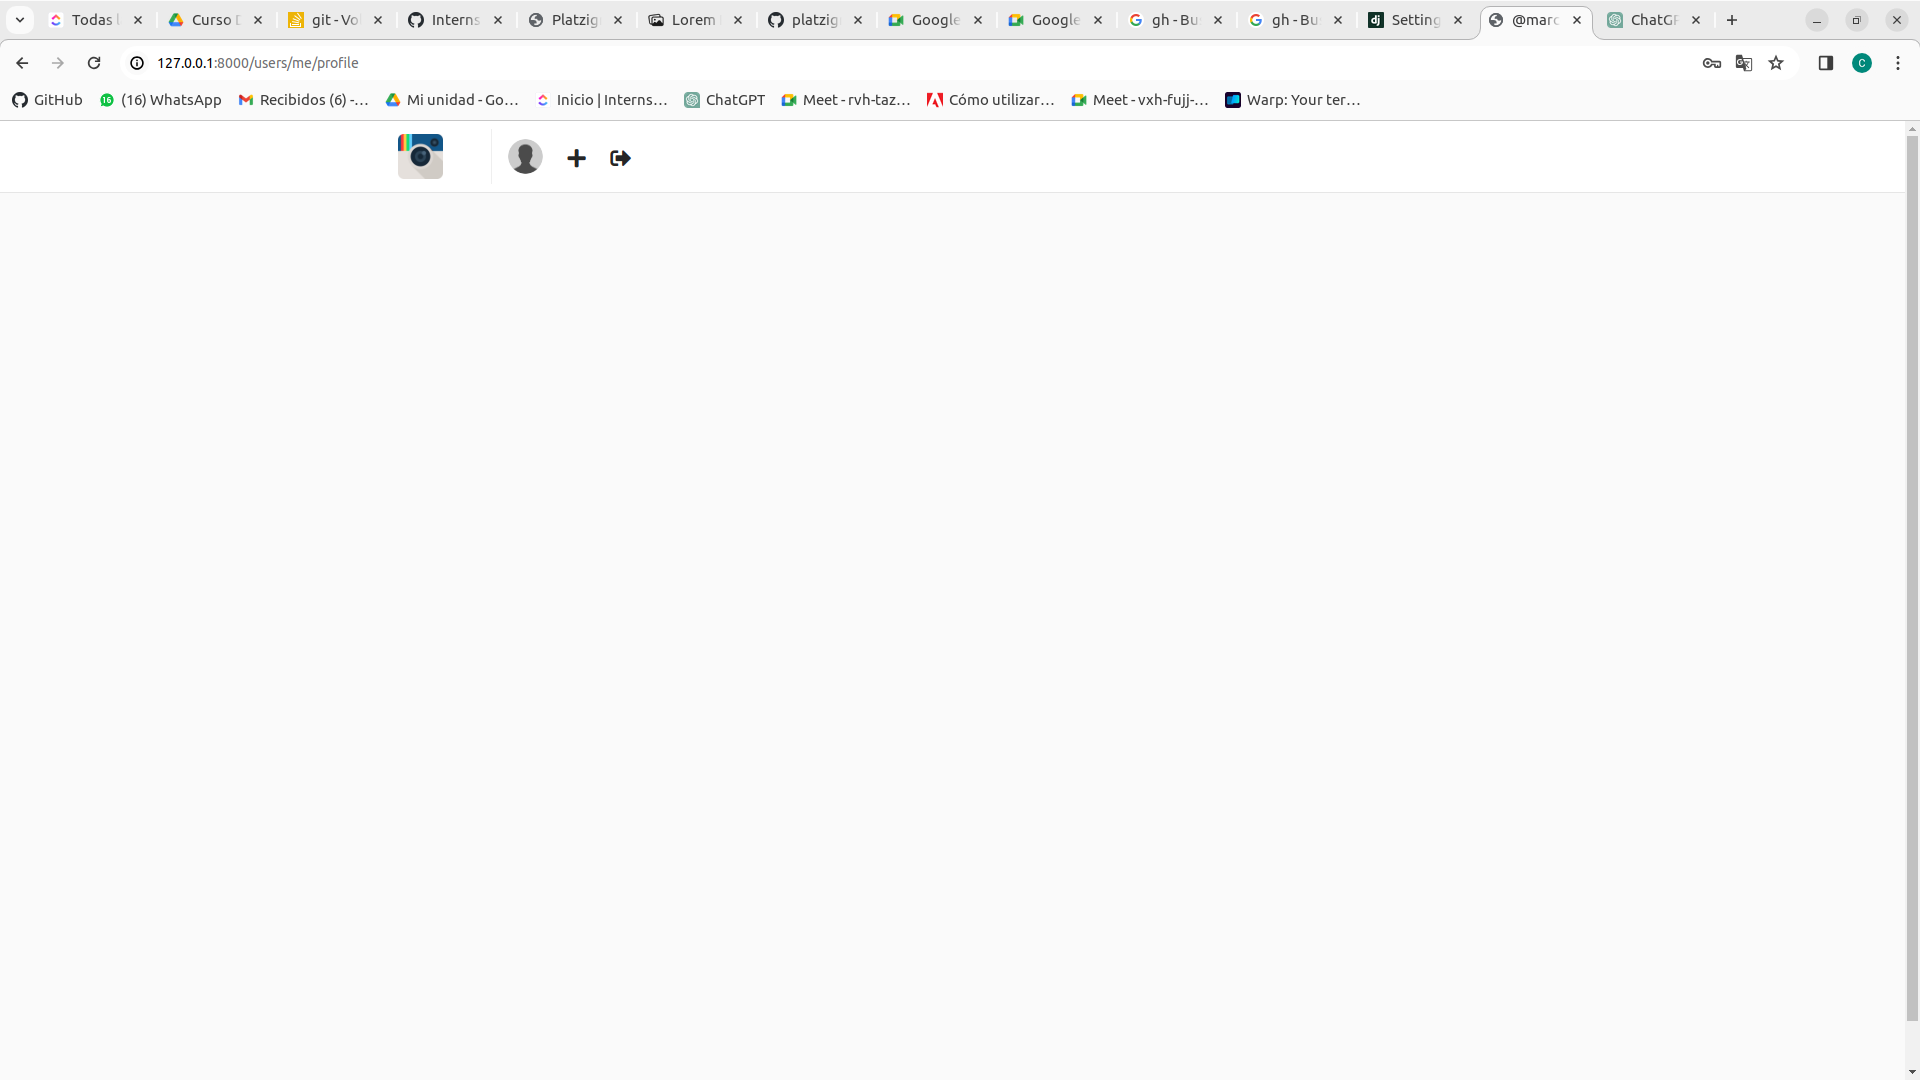 Todas
Curso
git - Vo
Interns
Platzig
Lorem
platzig
Google
Google
gh - Bu
gh - Bu
dj Setting
@marc
ChatGP
127.0.0.1:8000/users/me/profile
C
GitHub
16 (16) WhatsApp
Recibidos (6) -...
Mi unidad - Go...
Inicio | Interns...
ChatGPT
Meet - rvh-taz...
Cómo utilizar...
Meet - vxh-fujj-...
Warp: Your ter...